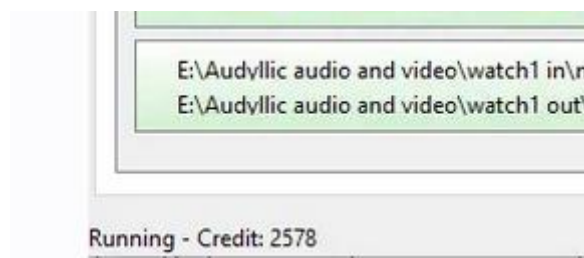 E:\Audyllic audio and video\watch1 in\
E:\Audyllic audio and video\watch1 out\
Running - Credit: 2578